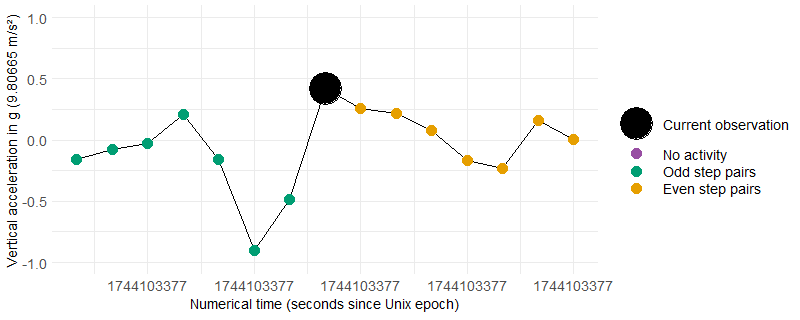 Vertical acceleration in g (9.80665 m/s²)
1.0
0.5
0.0
-0.5
-1.0
1744103377 1744103377 1744103377 1744103377 1744103377
Numerical time (seconds since Unix epoch)
Current observation
No activity
Odd step pairs
Even step pairs